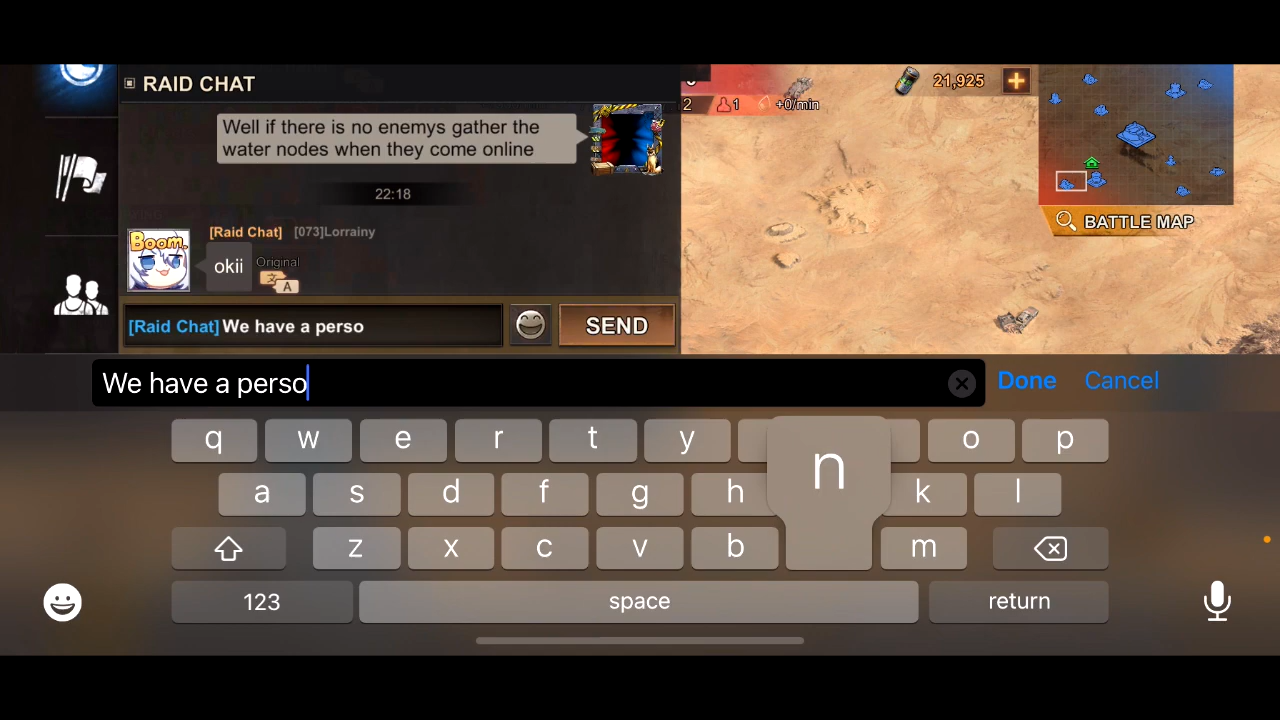 RAID CHAT
Well if there is no enemys gather the
water nodes when they come online
22:18
Boom.
[Raid Chat] [073]Lorrainy
okii
Original
A
[Raid Chat] We have a perso
SEND
2 1 +0/min
21,925 +
BATTLE MAP
We have a perso
Done
Cancel
q w e r t y o p
n
a s d f g h k l
z x c v b m
123
space
return